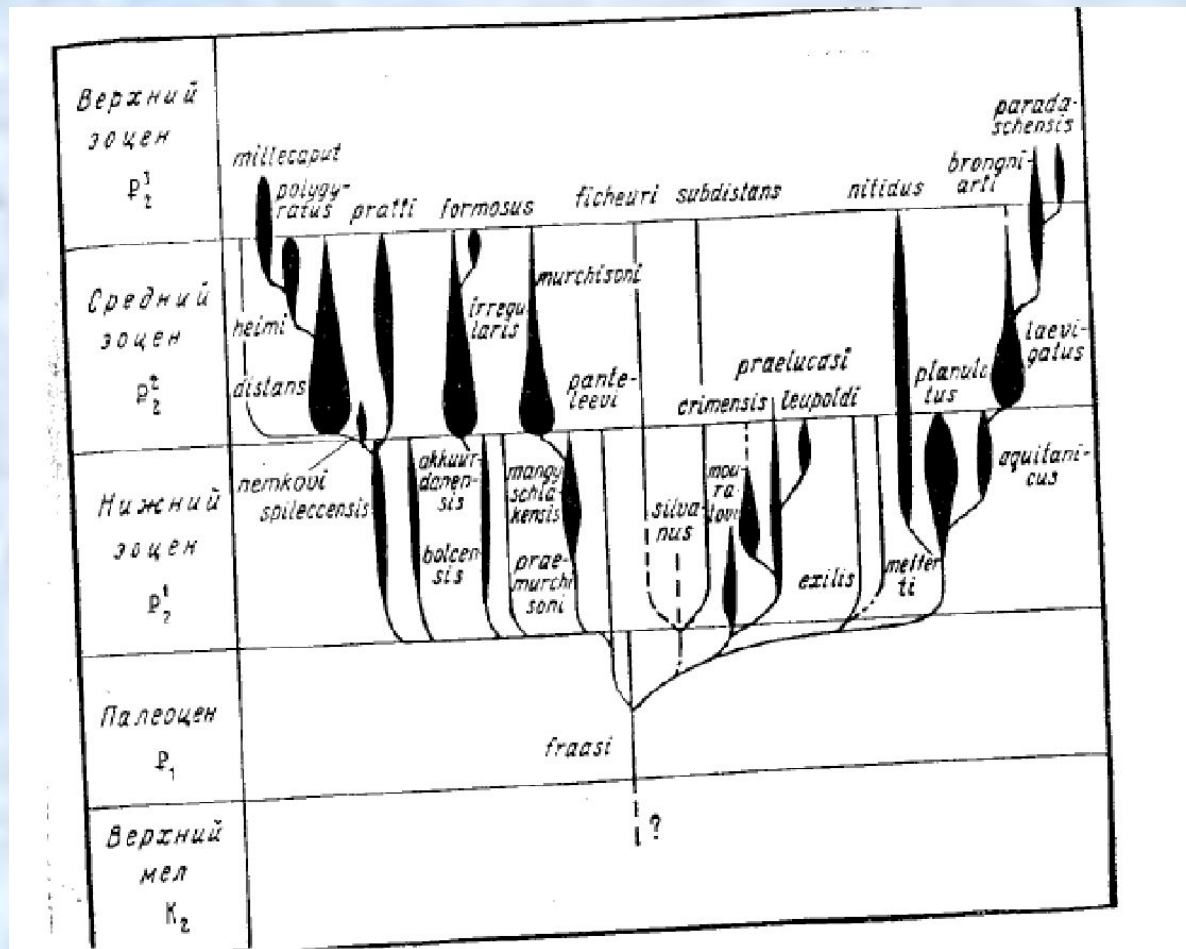 Верхний
эоцен
P₂³
millecaput
polygy-
ratus
pratti
formosus
ficheuri
subdistans
nitidus
brongni-
arti
parada-
schensis
Средний
эоцен
P₂²
heimi
distans
irregu-
laris
murchisoni
pante-
leevi
praelucasi
crimensis
leupoldi
planula-
tus
laevi-
gatus
Нижний
эоцен
P₂¹
nemkovi
spileccensis
akkuur-
danen-
sis
bolcen-
sis
mangy-
schla-
kensis
prae-
murchi
soni
silva-
nus
mou-
ra-
tovi
exilis
meffer-
ti
aquitani-
cus
Палеоцен
P₁
fraasi
Верхний
мел
K₂
?